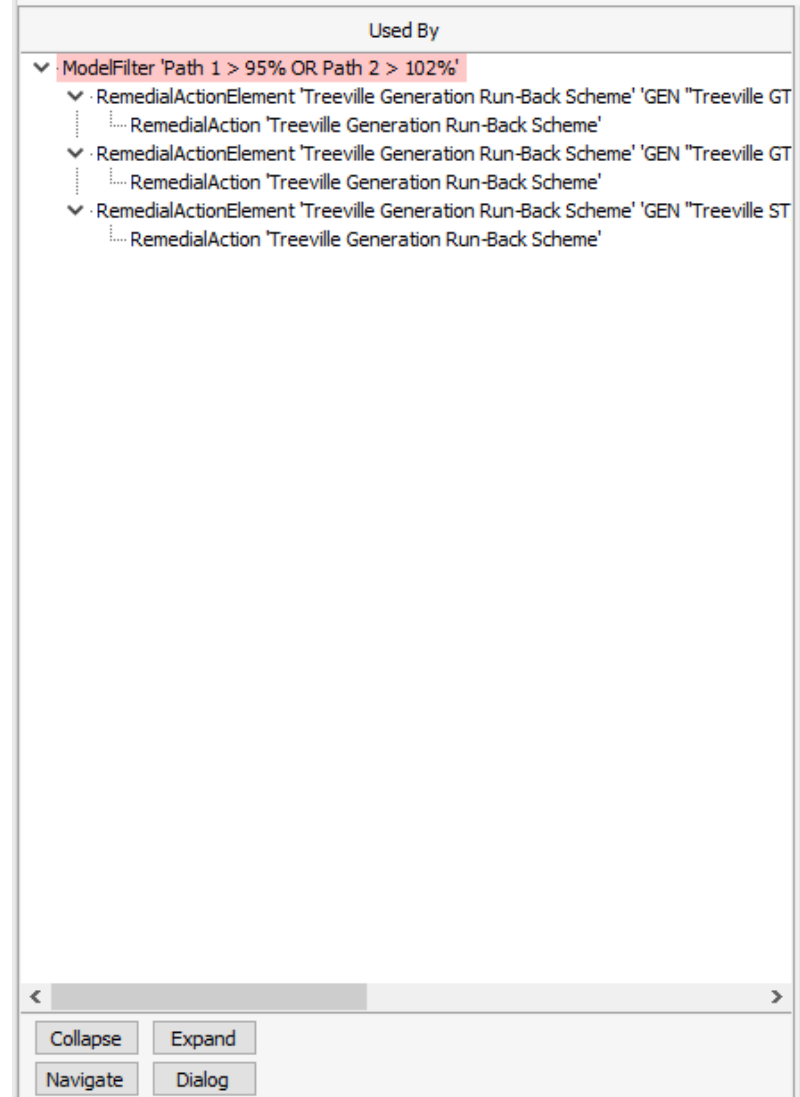 Used By
ModelFilter 'Path 1 > 95% OR Path 2 > 102%'
RemedialActionElement 'Treeville Generation Run-Back Scheme' 'GEN "Treeville GT
RemedialAction 'Treeville Generation Run-Back Scheme'
RemedialActionElement 'Treeville Generation Run-Back Scheme' 'GEN "Treeville GT
RemedialAction 'Treeville Generation Run-Back Scheme'
RemedialActionElement 'Treeville Generation Run-Back Scheme' 'GEN "Treeville ST
RemedialAction 'Treeville Generation Run-Back Scheme'
Collapse Expand
Navigate Dialog